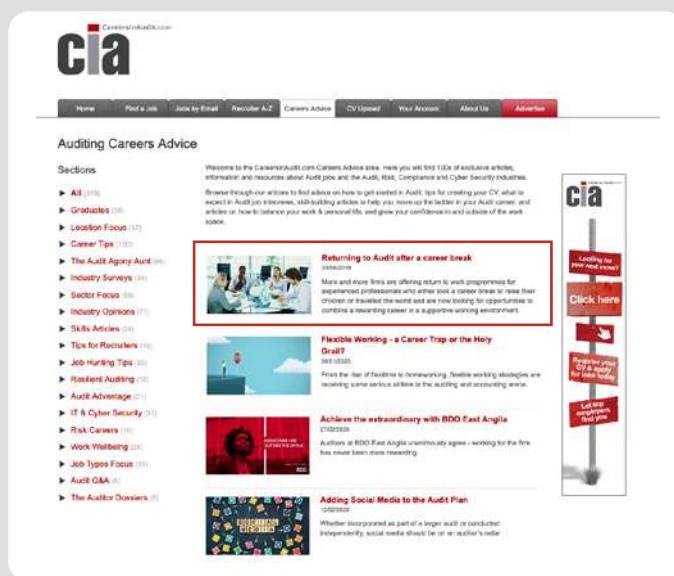 CareersinAudit.com
cia
Home Find a Job Jobs by Email Recruiter A-Z Careers Advice CV Upload Your Account About Us Advertise
Auditing Careers Advice
Sections
All
Graduates
Location Focus
Career Tips
The Audit Agony Aunt
Industry Surveys
Sector Focus
Industry Opinions
Skills Articles
Tips for Recruiters
Job Hunting Tips
Resilient Auditing
Audit Advantage
IT & Cyber Security
Risk Careers
Work Wellbeing
Job Types Focus
Audit Q&A
The Auditor Dossiers
Welcome to the CareersinAudit.com Careers Advice area. Here you will find 100s of exclusive articles,
information and resources about Audit jobs and the Audit, Risk, Compliance and Cyber Security industries.
Browse through our articles to find advice on how to get started in Audit, tips for creating your CV, what to
expect in Audit job interviews, skill-building articles to help you move up the ladder in your Audit career, and
articles on how to balance your work & personal life, and grow your confidence in and outside of the work
space.
Returning to Audit after a career break
More and more firms are offering return to work programmes for
experienced professionals who either took a career break to raise their
children or travelled the world and are now looking for opportunities to
combine a rewarding career in a supportive working environment.
Flexible Working - a Career Trap or the Holy
Grail?
From the rise of flexitime to homeworking, flexible working strategies are
receiving some serious airtime in the auditing and accounting arena.
Achieve the extraordinary with BDO East Anglia
27/02/2020
Auditors at BDO East Anglia unanimously agree - working for the firm
has never been more rewarding.
BDO
Adding Social Media to the Audit Plan
12/02/2020
Whether incorporated as part of a larger audit or conducted
independently, social media should be on an auditor's radar
SOCIAL
MEDIA
cia
Looking for
your next move?
Click here
Register your
CV & apply
for jobs today
Let top
employers
find you